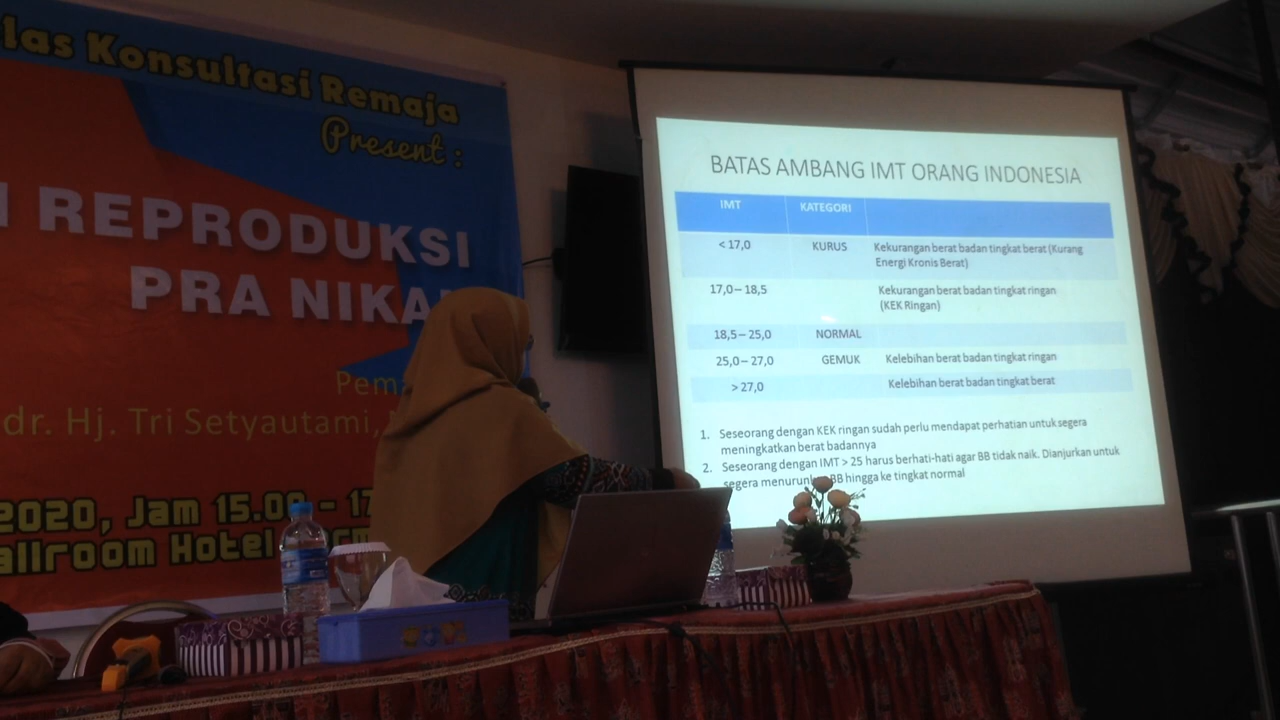 las Konsultasi Remaja
Present :
REPRODUKSI
PRA NIKA
Pema
dr. Hj. Tri Setyautami,
2020, Jam 15.00 - 17
allroom Hotel
BATAS AMBANG IMT ORANG INDONESIA
IMT KATEGORI
< 17,0 KURUS Kekurangan berat badan tingkat berat (Kurang
Energi Kronis Berat)
17,0 – 18,5 Kekurangan berat badan tingkat ringan
(KEK Ringan)
18,5 – 25,0 NORMAL
25,0 – 27,0 GEMUK Kelebihan berat badan tingkat ringan
> 27,0 Kelebihan berat badan tingkat berat
1. Seseorang dengan KEK ringan sudah perlu mendapat perhatian untuk segera
meningkatkan berat badannya
2. Seseorang dengan IMT > 25 harus berhati-hati agar BB tidak naik. Dianjurkan untuk
segera menurunkan BB hingga ke tingkat normal